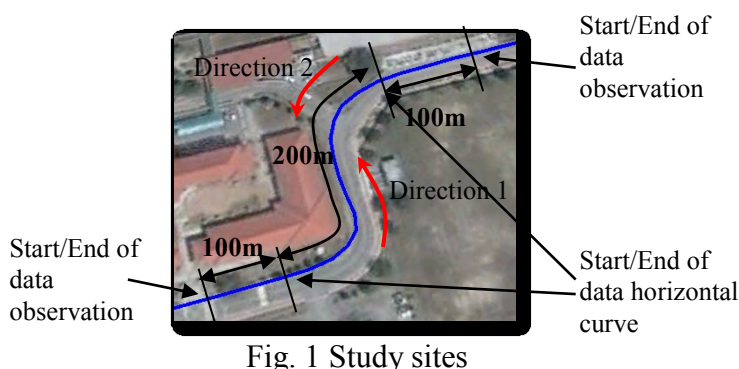 Start/End of
data
observation
Direction 2
100m
200m
Direction 1
100m
Start/End of
data
observation
Start/End of
data horizontal
curve
Fig. 1 Study sites